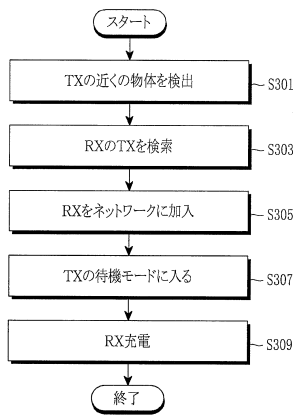 スタート
TXの近くの物体を検出
S301
RXのTXを検索
S303
RXをネットワークに加入
S305
TXの待機モードに入る
S307
RX充電
S309
終了